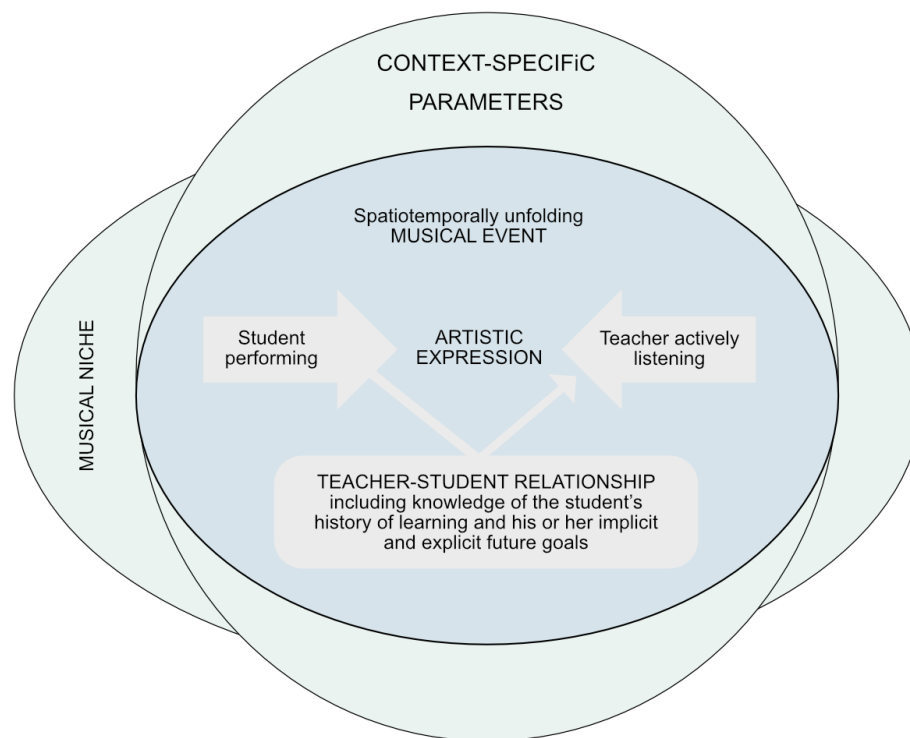 CONTEXT-SPECIFiC
PARAMETERS
Spatiotemporally unfolding
MUSICAL EVENT
MUSICAL NICHE
Student
performing
ARTISTIC
EXPRESSION
Teacher actively
listening
TEACHER-STUDENT RELATIONSHIP
including knowledge of the student’s
history of learning and his or her implicit
and explicit future goals